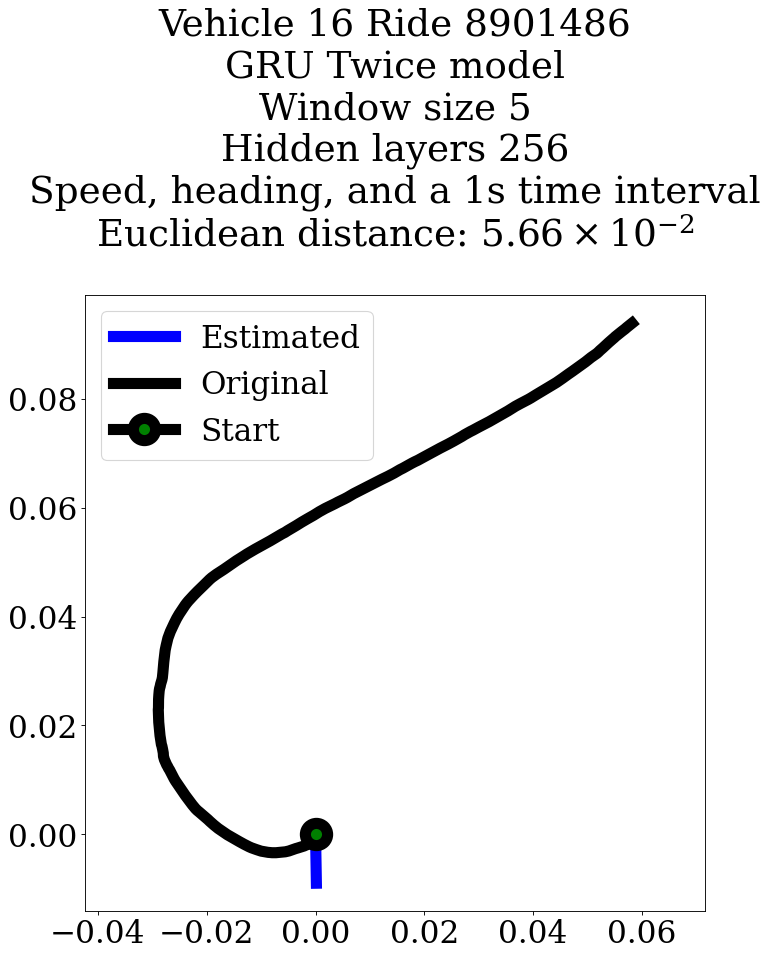 Vehicle 16 Ride 8901486
GRU Twice model
Window size 5
Hidden layers 256
Speed, heading, and a 1s time interval
Euclidean distance: 5.66 × 10⁻²
Estimated
Original
Start
0.08
0.06
0.04
0.02
0.00
−0.04 −0.02 0.00 0.02 0.04 0.06